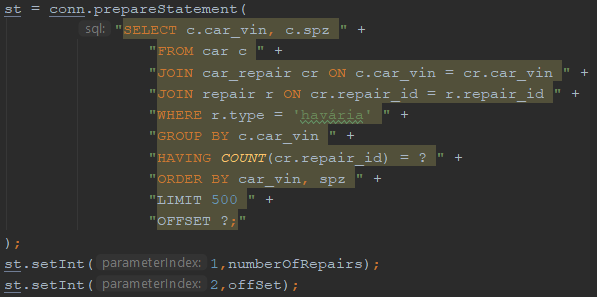 st = conn.prepareStatement(
sql: "SELECT c.car_vin, c.spz " +
"FROM car c " +
"JOIN car_repair cr ON c.car_vin = cr.car_vin " +
"JOIN repair r ON cr.repair_id = r.repair_id " +
"WHERE r.type = 'havária' " +
"GROUP BY c.car_vin " +
"HAVING COUNT(cr.repair_id) = ? " +
"ORDER BY car_vin, spz " +
"LIMIT 500 " +
"OFFSET ?;"
);
st.setInt( parameterIndex: 1,numberOfRepairs);
st.setInt( parameterIndex: 2,offSet);